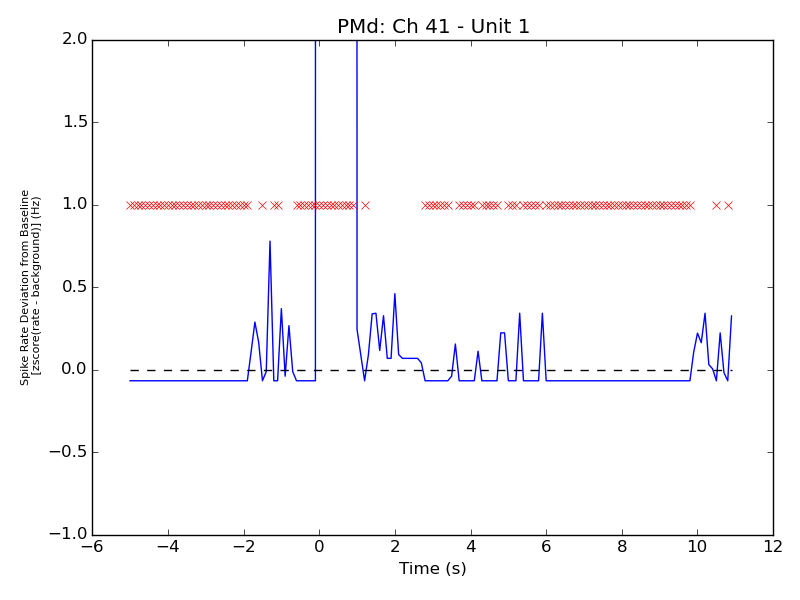 PMd: Ch 41 - Unit 1
2.0
1.5
1.0
0.5
0.0
−0.5
−1.0
Spike Rate Deviation from Baseline
[zscore(rate - background)] (Hz)
−6 −4 −2 0 2 4 6 8 10 12
Time (s)